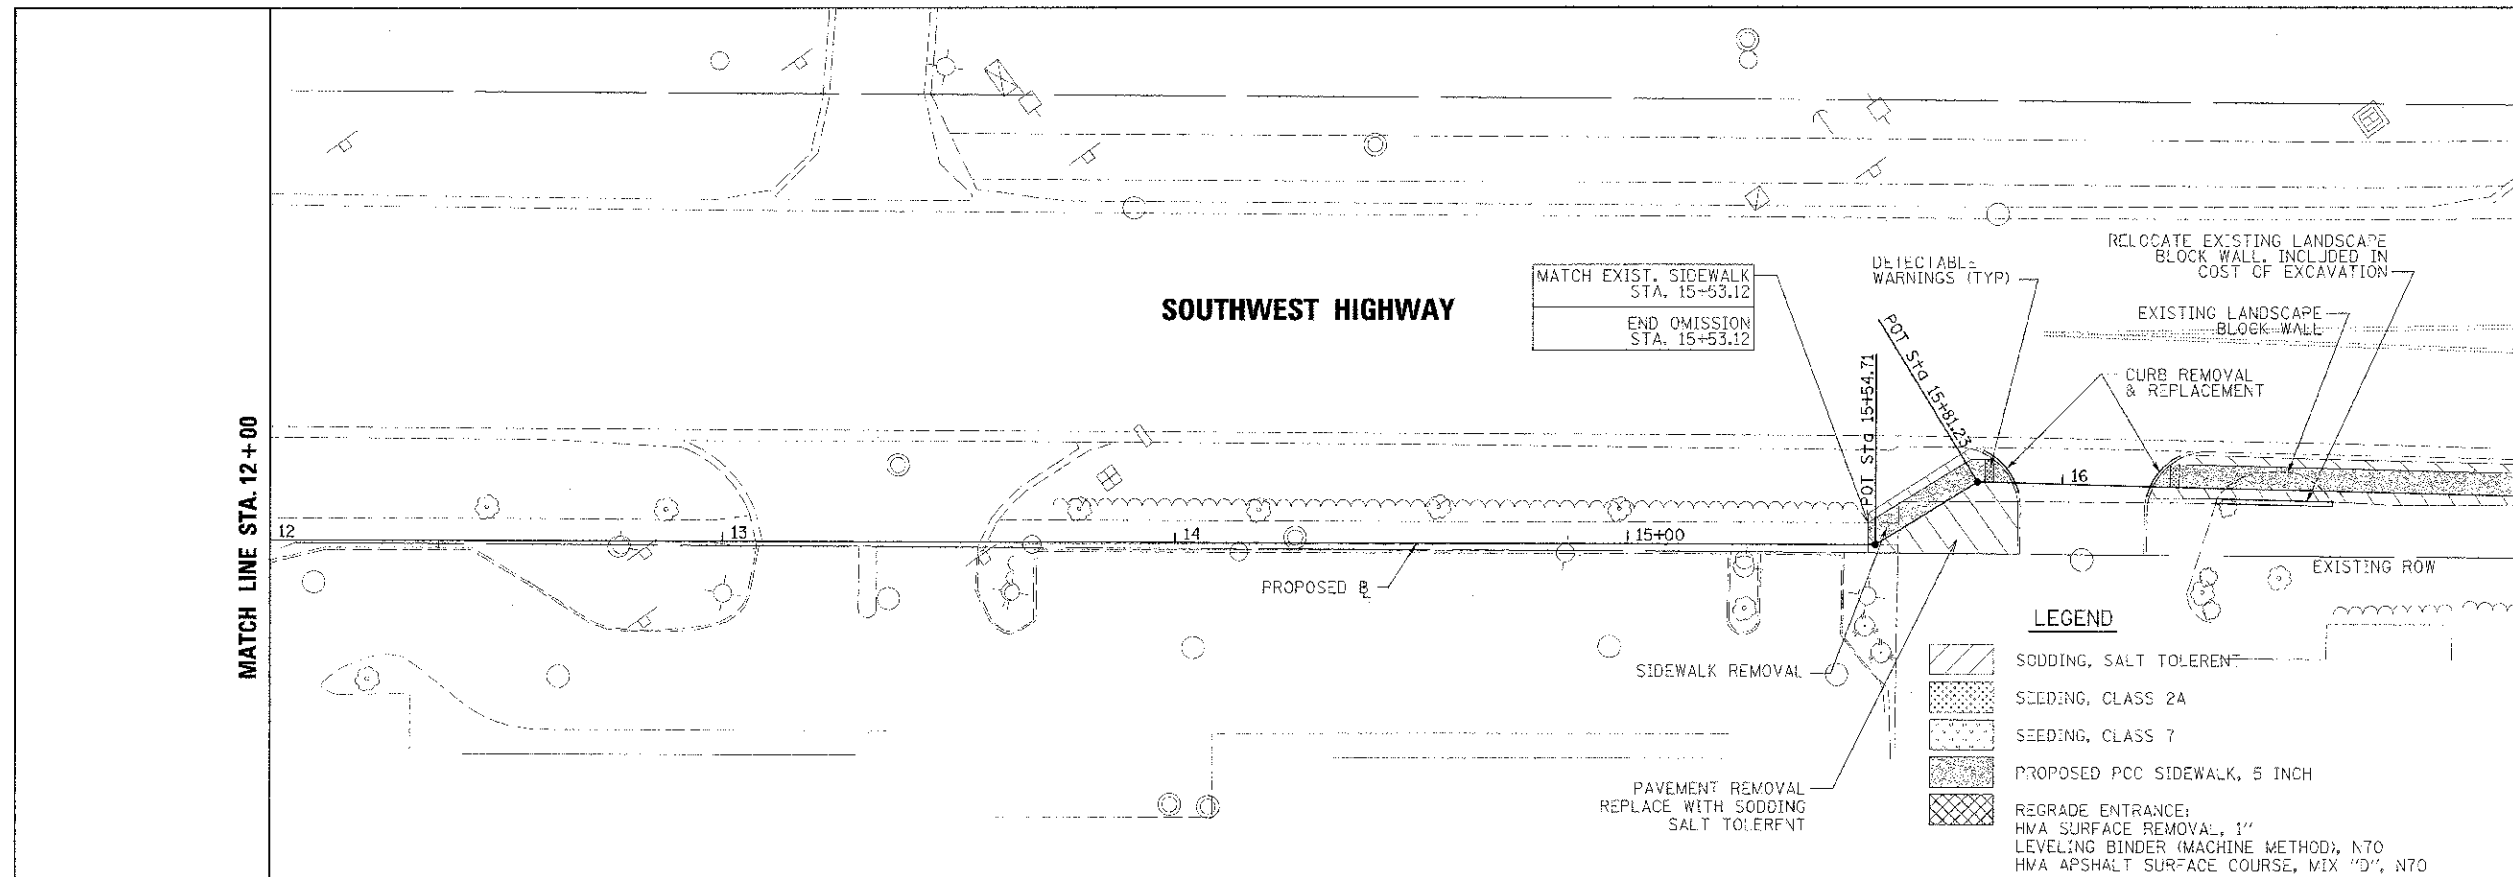 RELOCATE EXISTING LANDSCAPE
BLOCK WALL. INCLUDED IN
COST OF EXCAVATION
DETECTABLE
WARNINGS (TYP)
MATCH EXIST. SIDEWALK
STA. 15+53.12
END OMISSION
STA. 15+53.12
SOUTHWEST HIGHWAY
EXISTING LANDSCAPE
BLOCK WALL
POT Sta 15+54.71
POT Sta 15+81.23
CURB REMOVAL
& REPLACEMENT
MATCH LINE STA. 12+00
12
13
14
15+00
16
PROPOSED ℄
EXISTING ROW
SIDEWALK REMOVAL
PAVEMENT REMOVAL
REPLACE WITH SODDING
SALT TOLERENT
LEGEND
SODDING, SALT TOLERENT
SEEDING, CLASS 2A
SEEDING, CLASS 7
PROPOSED PCC SIDEWALK, 5 INCH
REGRADE ENTRANCE:
HMA SURFACE REMOVAL, 1"
LEVELING BINDER (MACHINE METHOD), N70
HMA APSHALT SURFACE COURSE, MIX "D", N70